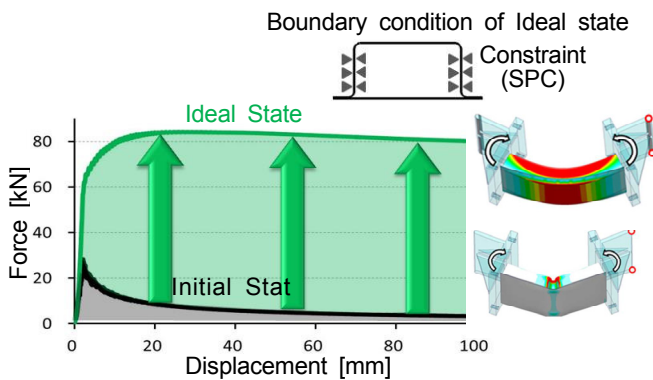 Boundary condition of Ideal state
Constraint
(SPC)
Ideal State
Force [kN]
80
60
40
20
0
Initial Stat
0
20
40
60
80
100
Displacement [mm]